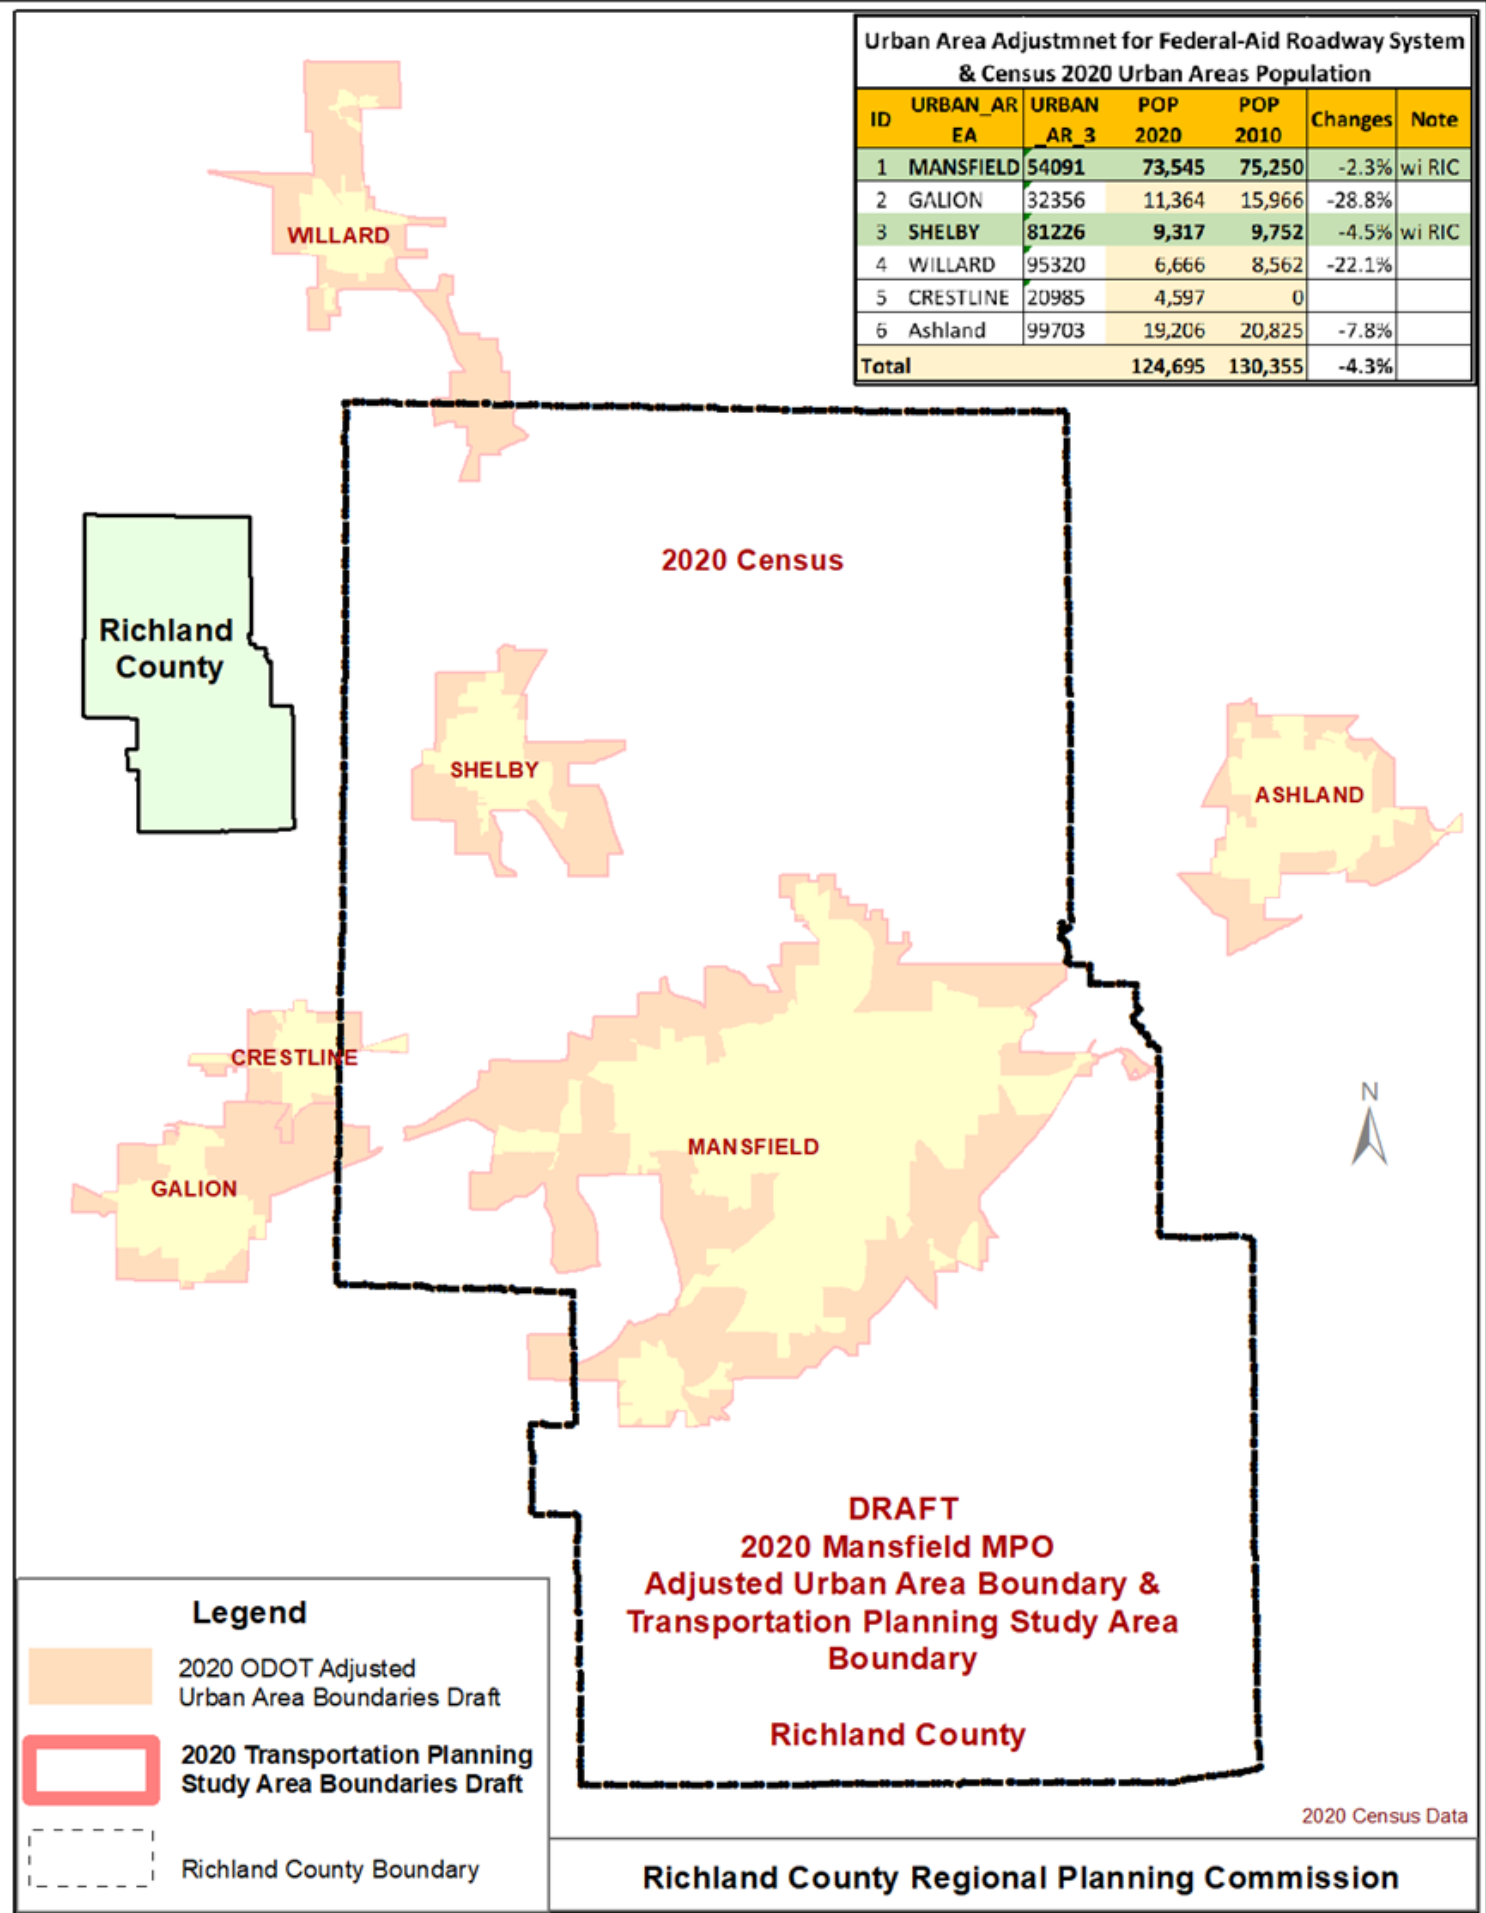 Urban Area Adjustmnet for Federal-Aid Roadway System
& Census 2020 Urban Areas Population
ID URBAN_AR EA URBAN _AR_3 POP 2020 POP 2010 Changes Note
1 MANSFIELD 54091 73,545 75,250 -2.3% wi RIC
2 GALION 32356 11,364 15,966 -28.8%
3 SHELBY 81226 9,317 9,752 -4.5% wi RIC
4 WILLARD 95320 6,666 8,562 -22.1%
5 CRESTLINE 20985 4,597 0
6 Ashland 99703 19,206 20,825 -7.8%
Total 124,695 130,355 -4.3%
WILLARD
2020 Census
Richland
County
SHELBY
ASHLAND
CRESTLINE
MANSFIELD
GALION
N
DRAFT
2020 Mansfield MPO
Adjusted Urban Area Boundary &
Transportation Planning Study Area
Boundary
Richland County
Legend
2020 ODOT Adjusted
Urban Area Boundaries Draft
2020 Transportation Planning
Study Area Boundaries Draft
Richland County Boundary
2020 Census Data
Richland County Regional Planning Commission